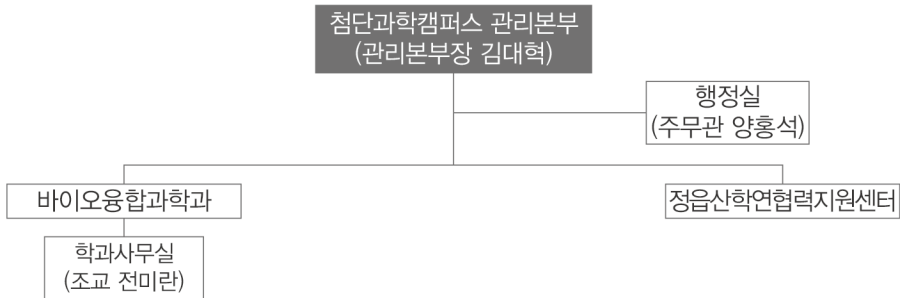 첨단과학캠퍼스 관리본부
(관리본부장 김대혁)
행정실
(주무관 양홍석)
바이오융합과학과
정읍산학연협력지원센터
학과사무실
(조교 전미란)